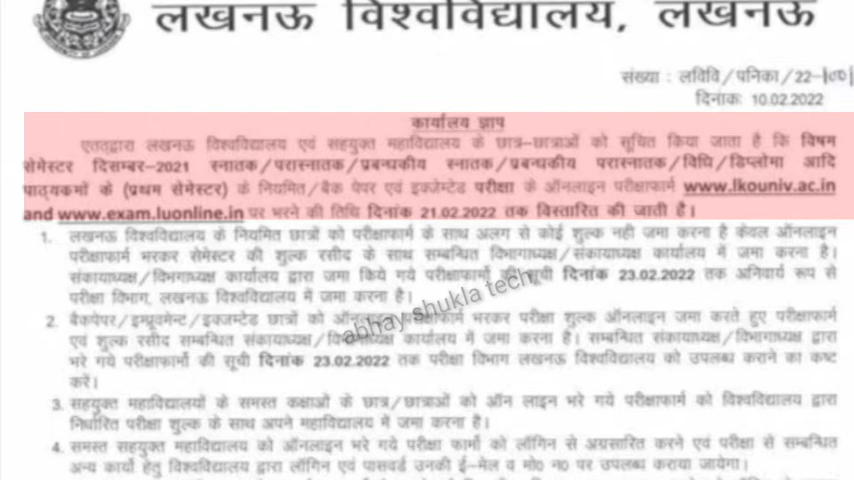 लखनऊ विश्वविद्यालय, लखनऊ
संख्या : लविवि/पनिका/22-
दिनांक: 10.02.2022
कार्यालय ज्ञाप
एतद्द्वारा लखनऊ विश्वविद्यालय एवं सहयुक्त महाविद्यालय के छात्र-छात्राओं को सूचित किया जाता है कि विषम
सेमेस्टर दिसम्बर-2021 स्नातक/परास्नातक/प्रबन्धकीय स्नातक/प्रबन्धकीय परास्नातक/विधि/डिप्लोमा आदि
पाठ्यकमों के (प्रथम सेमेस्टर) के नियमित/बैक पेपर एवं इक्जेम्टेड परीक्षा के ऑनलाइन परीक्षाफार्म www.lkouniv.ac.in
and www.exam.luonline.in पर भरने की तिथि दिनांक 21.02.2022 तक विस्तारित की जाती है।
1. लखनऊ विश्वविद्यालय के नियमित छात्रों को परीक्षाफार्म के साथ अलग से कोई शुल्क नही जमा करना है केवल ऑनलाइन
परीक्षाफार्म भरकर सेमेस्टर की शुल्क रसीद के साथ सम्बन्धित विभागाध्यक्ष/संकायाध्यक्ष कार्यालय में जमा करना है।
संकायाध्यक्ष/विभगाध्यक्ष कार्यालय द्वारा जमा किये गये परीक्षाफार्मो की सूची दिनांक 23.02.2022 तक अनिवार्य रूप से
परीक्षा विभाग, लखनऊ विश्वविद्यालय में जमा करना है।
abhay shukla tech
2. बैकपेपर/इम्प्रूवमेन्ट/इक्जम्टेड छात्रों को ऑनलाइन परीक्षाफार्म भरकर परीक्षा शुल्क ऑनलाइन जमा करते हुए परीक्षाफार्म
एवं शुल्क रसीद सम्बन्धित संकायाध्यक्ष/विभागाध्यक्ष कार्यालय में जमा करना है। सम्बन्धित संकायाध्यक्ष/विभागाध्यक्ष द्वारा
भरे गये परीक्षाफार्मो की सूची दिनांक 23.02.2022 तक परीक्षा विभाग लखनऊ विश्वविद्यालय को उपलब्ध कराने का कष्ट
करें।
3. सहयुक्त महाविद्यालयों के समस्त कक्षाओं के छात्र/छात्राओं को ऑन लाइन भरे गये परीक्षाफार्म को विश्वविद्यालय द्वारा
निर्धारित परीक्षा शुल्क के साथ अपने महाविद्यालय में जमा करना है।
4. समस्त सहयुक्त महाविद्यालय को ऑनलाइन भरे गये परीक्षा फार्मो को लॉगिन से अग्रसारित करने एवं परीक्षा से सम्बन्धित
अन्य कार्यो हेतु विश्वविद्यालय द्वारा लॉगिन एवं पासवर्ड उनकी ई-मेल व मो0 न0 पर उपलब्ध कराया जायेगा।